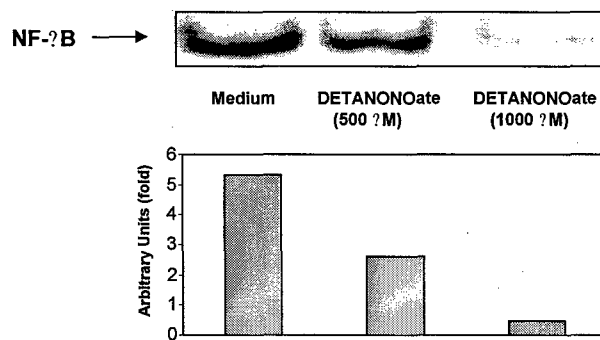 NF-?B
Medium DETANONOate DETANONOate
(500 ?M) (1000 ?M)
Arbitrary Units (fold)
6
5
4
3
2
1
0